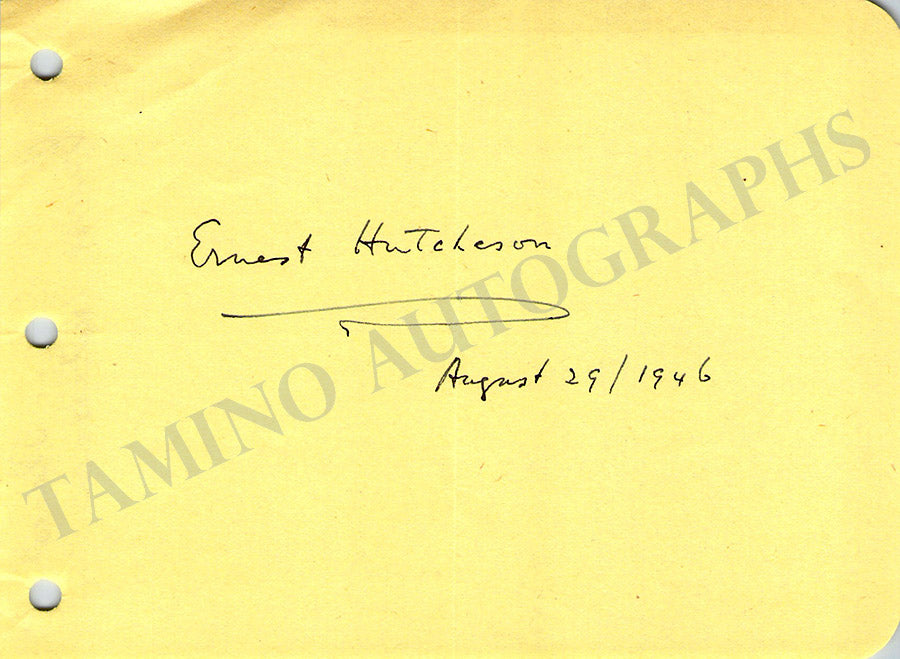 Ernest Hutcheson
August 29/1946
TAMINO AUTOGRAPHS